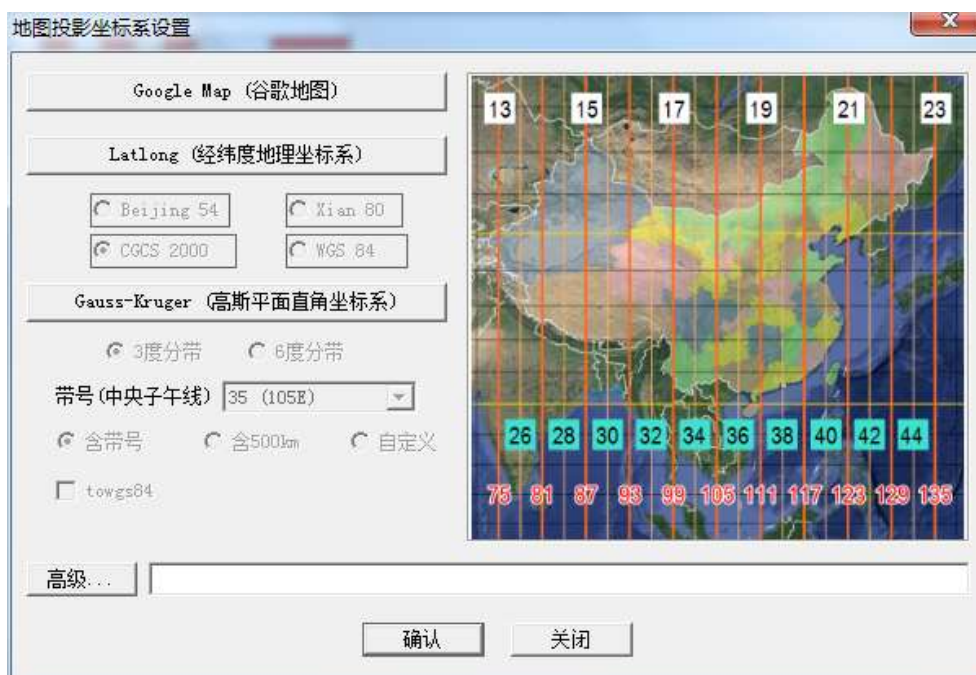 地图投影坐标系设置
Google Map (谷歌地图)
Latlong (经纬度地理坐标系)
Beijing 54 Xian 80
CGCS 2000 WGS 84
Gauss-Kruger (高斯平面直角坐标系)
3度分带 6度分带
带号(中央子午线) 35 (105E)
含带号 含500km 自定义
towgs84
13 15 17 19 21 23
26 28 30 32 34 36 38 40 42 44
75 81 87 93 99 105 111 117 123 129 135
高级...
确认 关闭